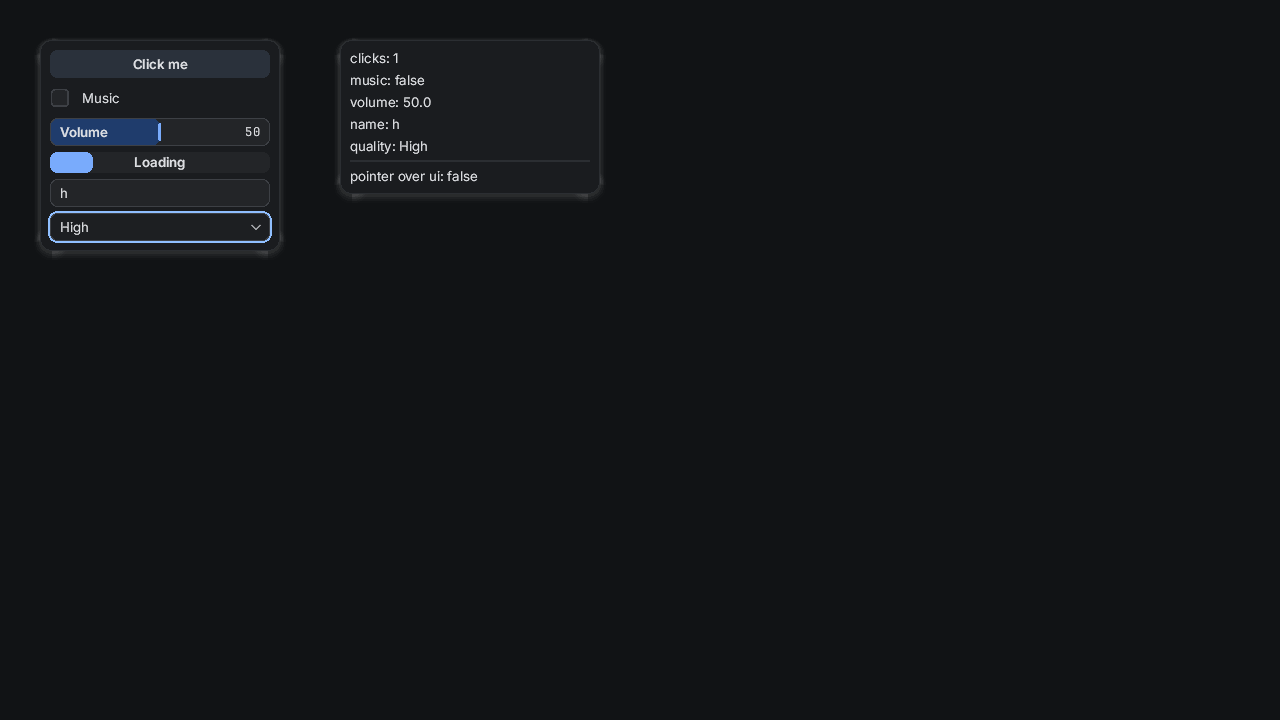 Click me
Music
Volume 50
Loading
h
High
clicks: 1
music: false
volume: 50.0
name: h
quality: High
pointer over ui: false